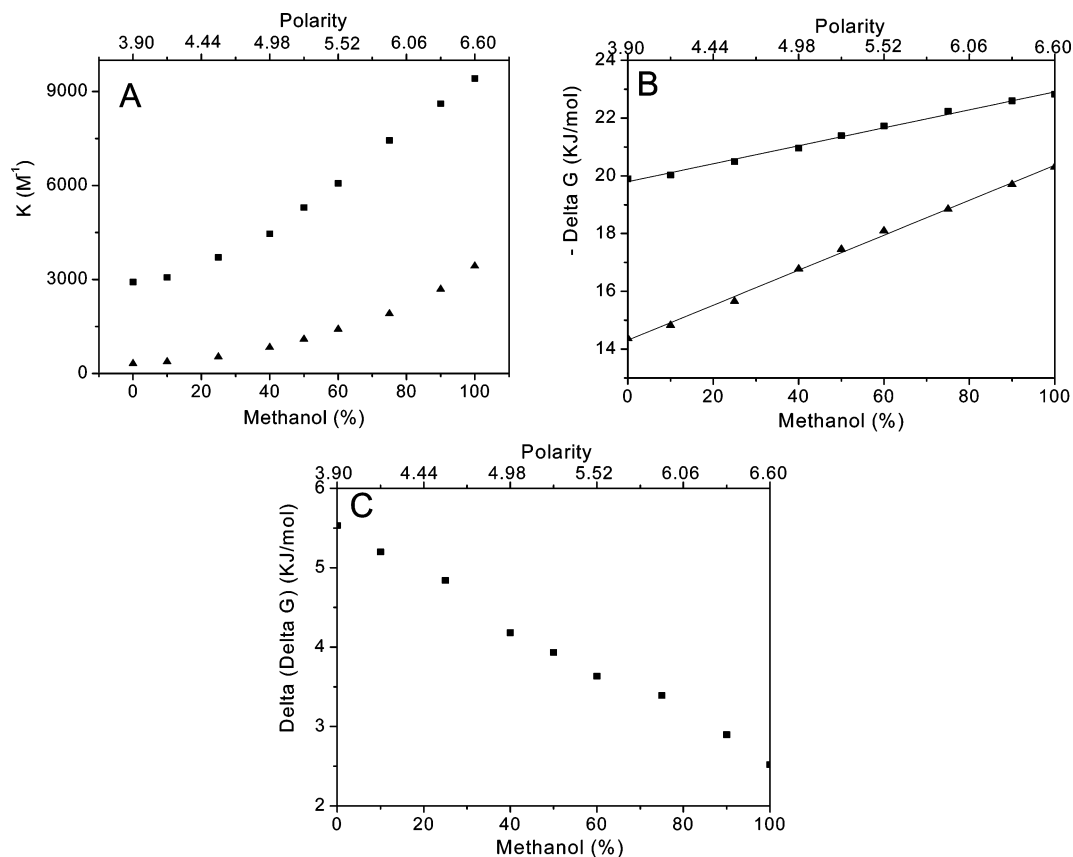 Polarity
3.90 4.44 4.98 5.52 6.06 6.60
A
9000
6000
3000
0
K (M-1)
0 20 40 60 80 100
Methanol (%)
Polarity
3.90 4.44 4.98 5.52 6.06 6.60
B
24
22
20
18
16
14
- Delta G (KJ/mol)
0 20 40 60 80 100
Methanol (%)
Polarity
3.90 4.44 4.98 5.52 6.06 6.60
C
6
5
4
3
2
Delta (Delta G) (KJ/mol)
0 20 40 60 80 100
Methanol (%)